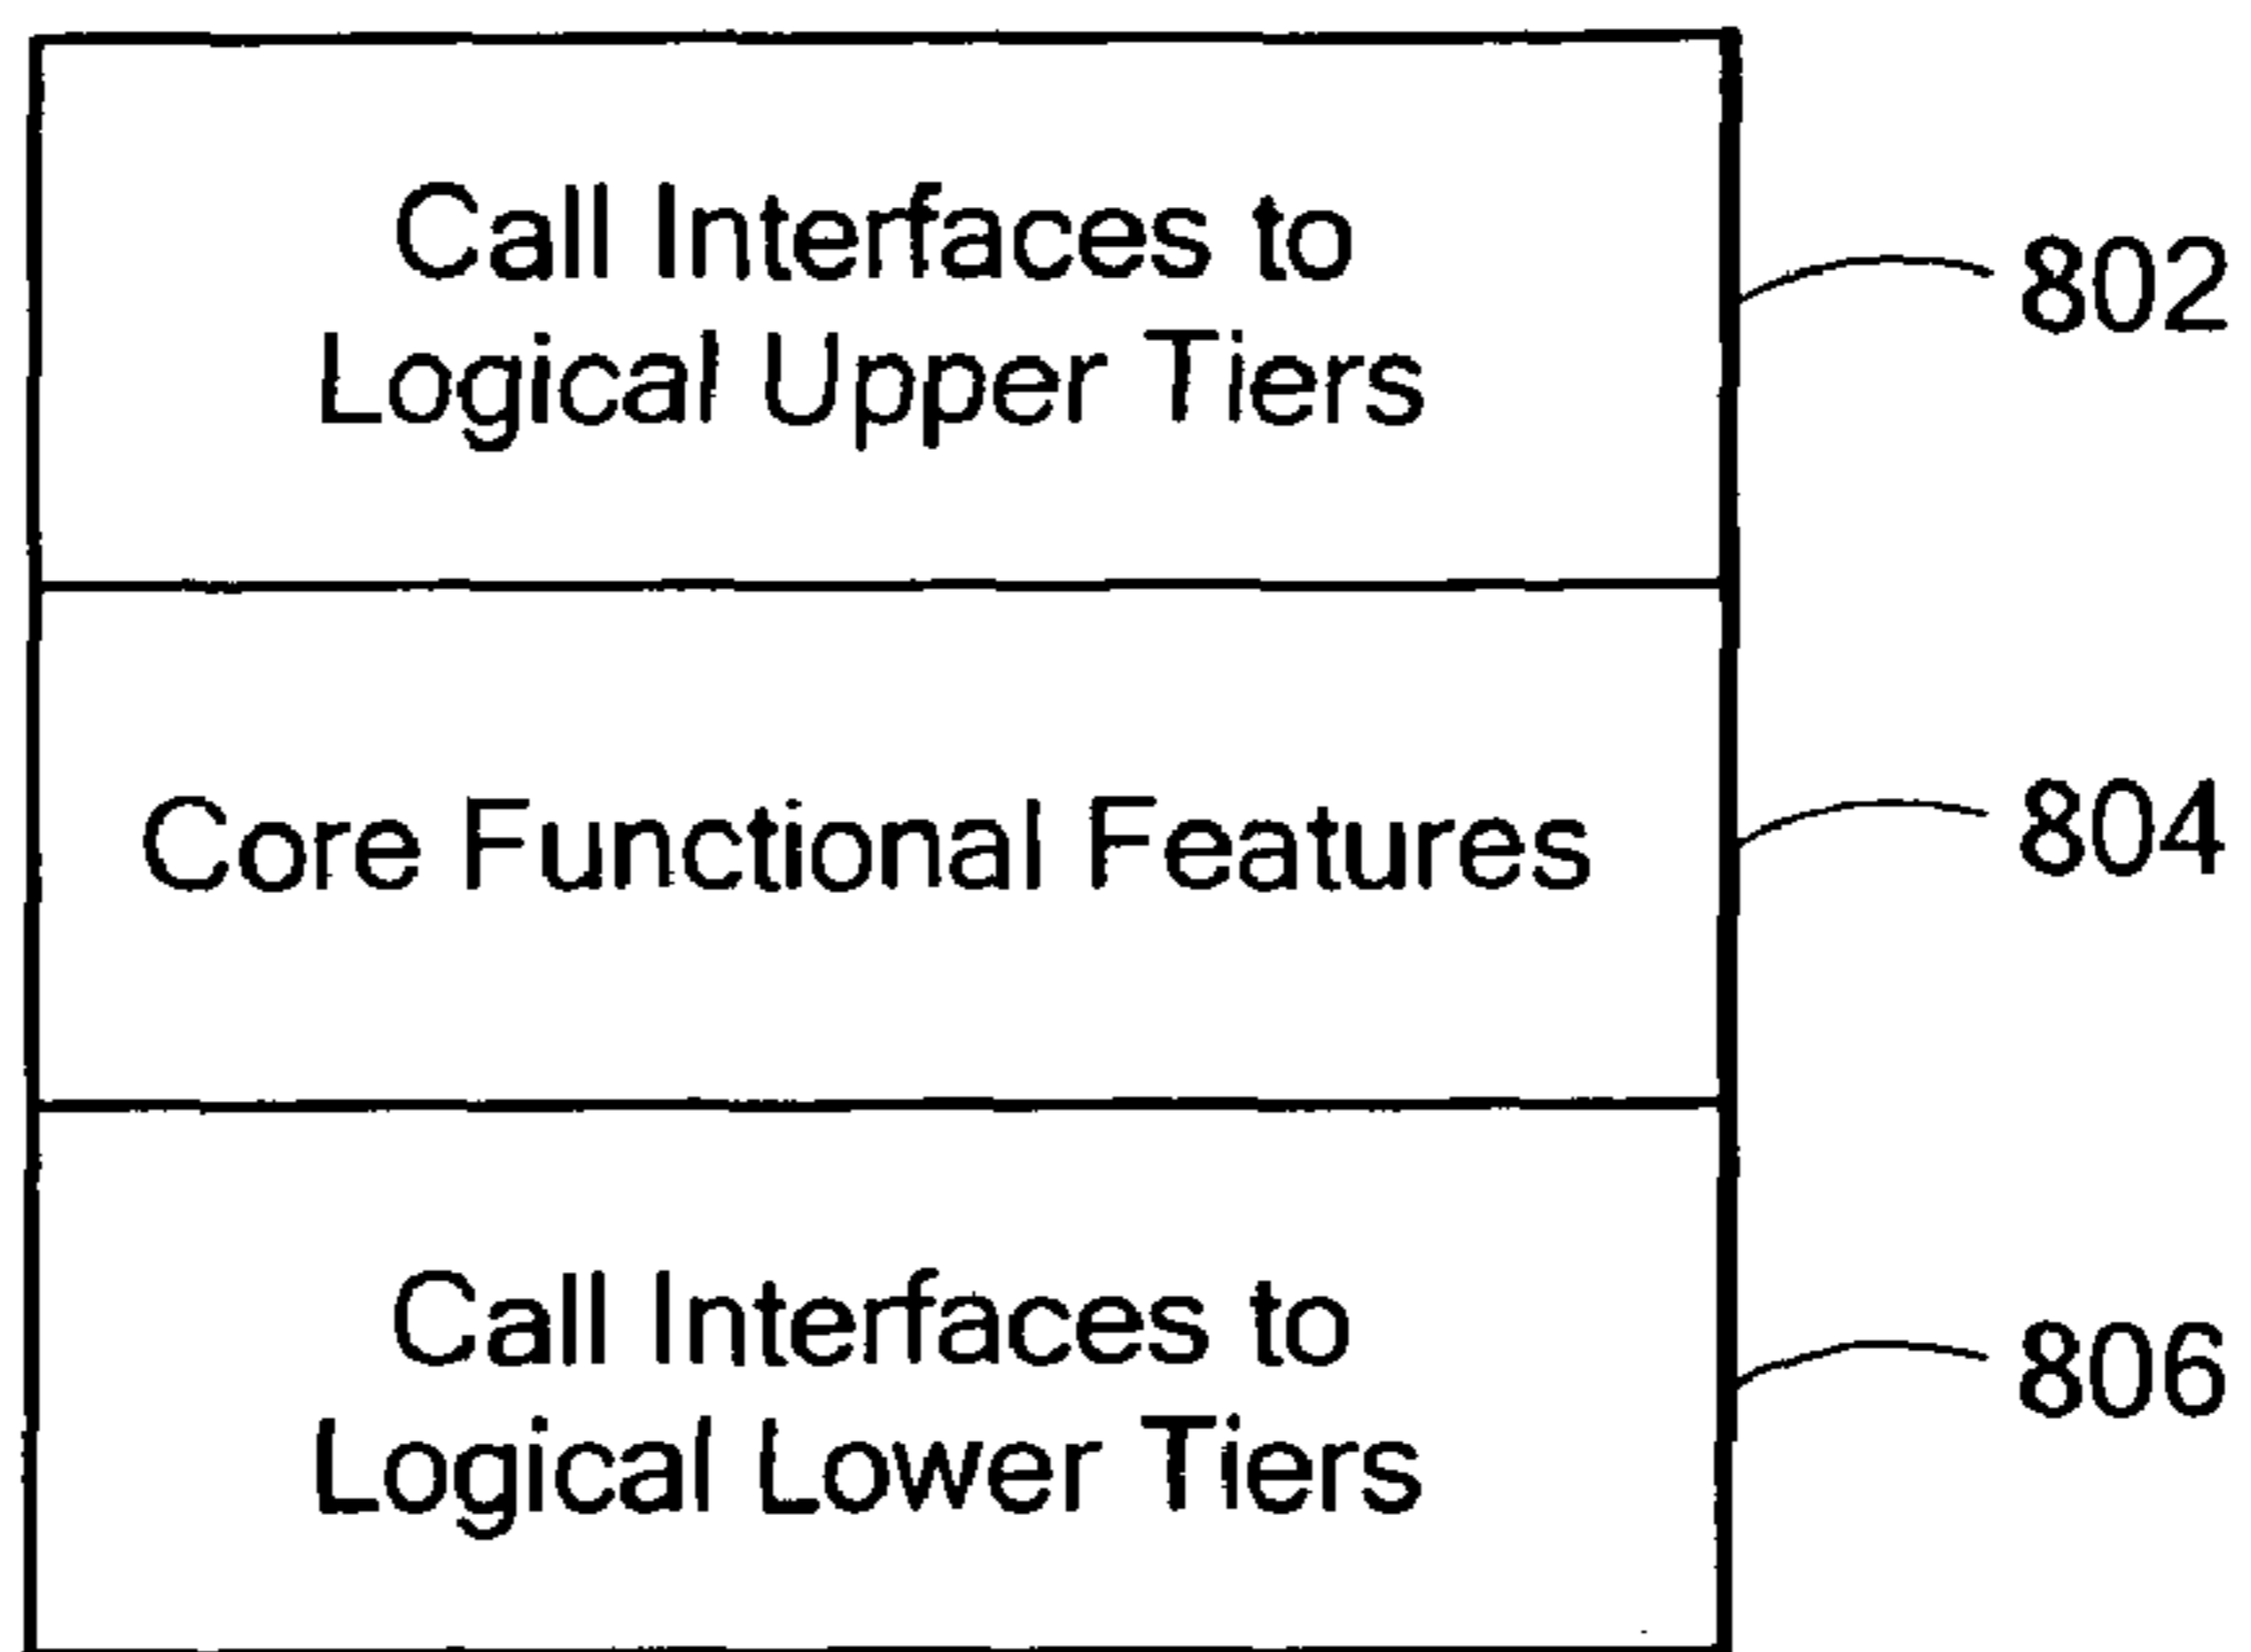 Call Interfaces to
Logical Upper Tiers
802
Core Functional Features
804
Call Interfaces to
Logical Lower Tiers
806